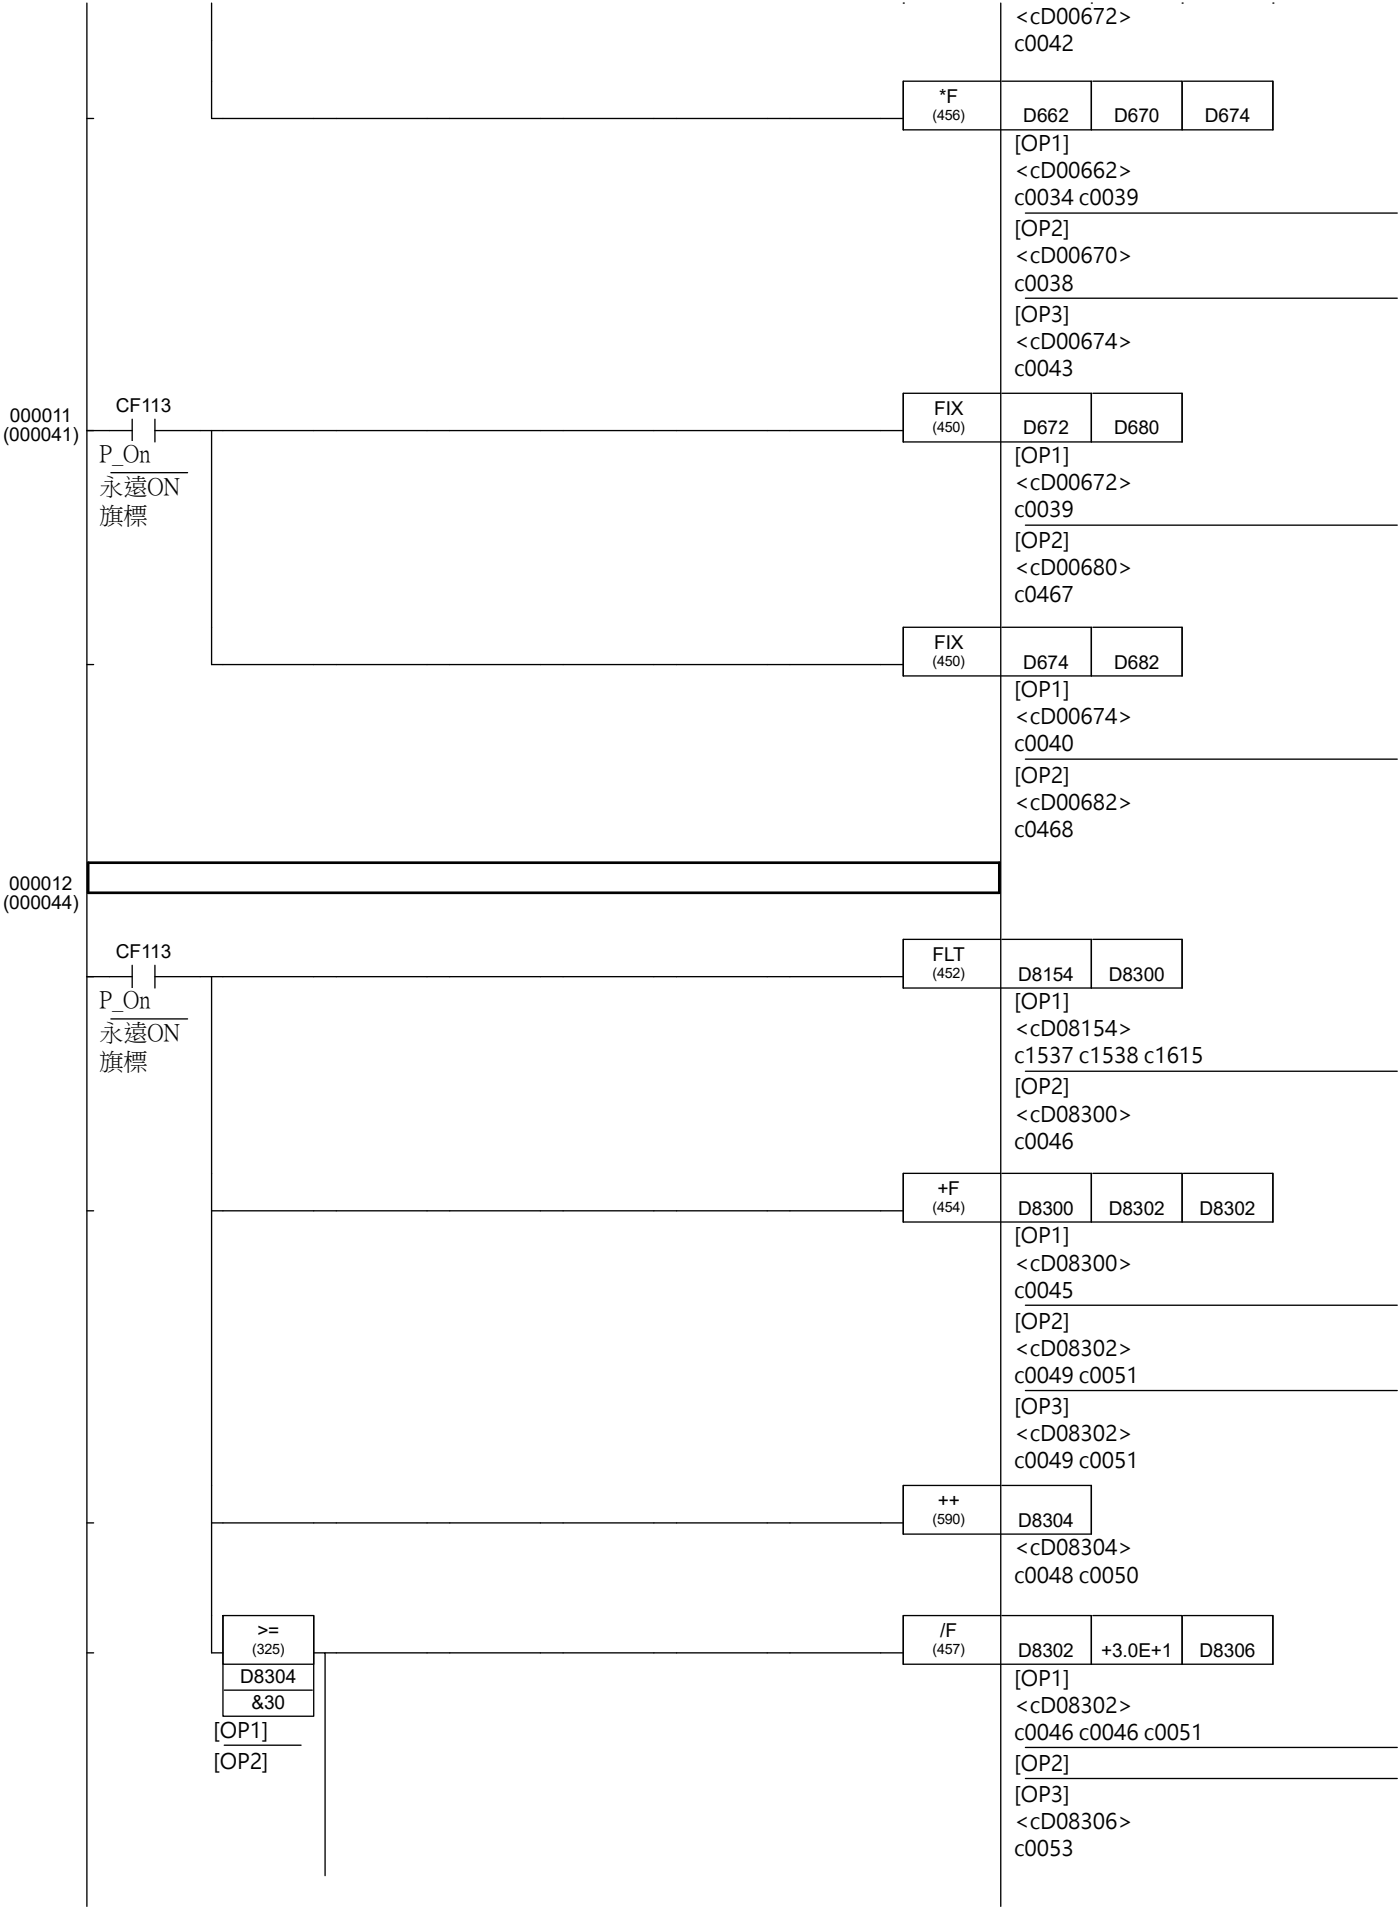 <cD00672>
c0042
*F
(456)
D662 D670 D674
[OP1]
<cD00662>
c0034 c0039
[OP2]
<cD00670>
c0038
[OP3]
<cD00674>
c0043
000011
(000041)
CF113
P_On
永遠ON
旗標
FIX
(450)
D672 D680
[OP1]
<cD00672>
c0039
[OP2]
<cD00680>
c0467
FIX
(450)
D674 D682
[OP1]
<cD00674>
c0040
[OP2]
<cD00682>
c0468
000012
(000044)
CF113
P_On
永遠ON
旗標
FLT
(452)
D8154 D8300
[OP1]
<cD08154>
c1537 c1538 c1615
[OP2]
<cD08300>
c0046
+F
(454)
D8300 D8302 D8302
[OP1]
<cD08300>
c0045
[OP2]
<cD08302>
c0049 c0051
[OP3]
<cD08302>
c0049 c0051
++
(590)
D8304
<cD08304>
c0048 c0050
>=
(325)
D8304
&30
[OP1]
[OP2]
/F
(457)
D8302 +3.0E+1 D8306
[OP1]
<cD08302>
c0046 c0046 c0051
[OP2]
[OP3]
<cD08306>
c0053